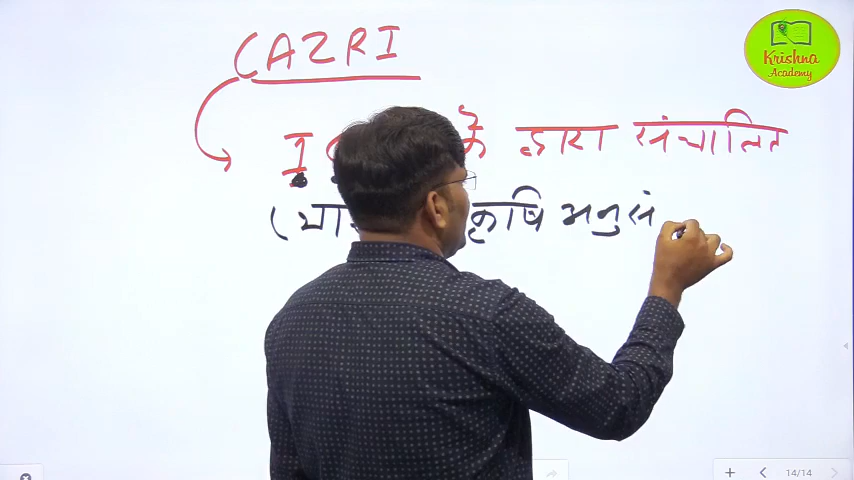 CAZRI
Krishna
Academy
के द्वारा संचालित
कृषि अनुसं
14/14